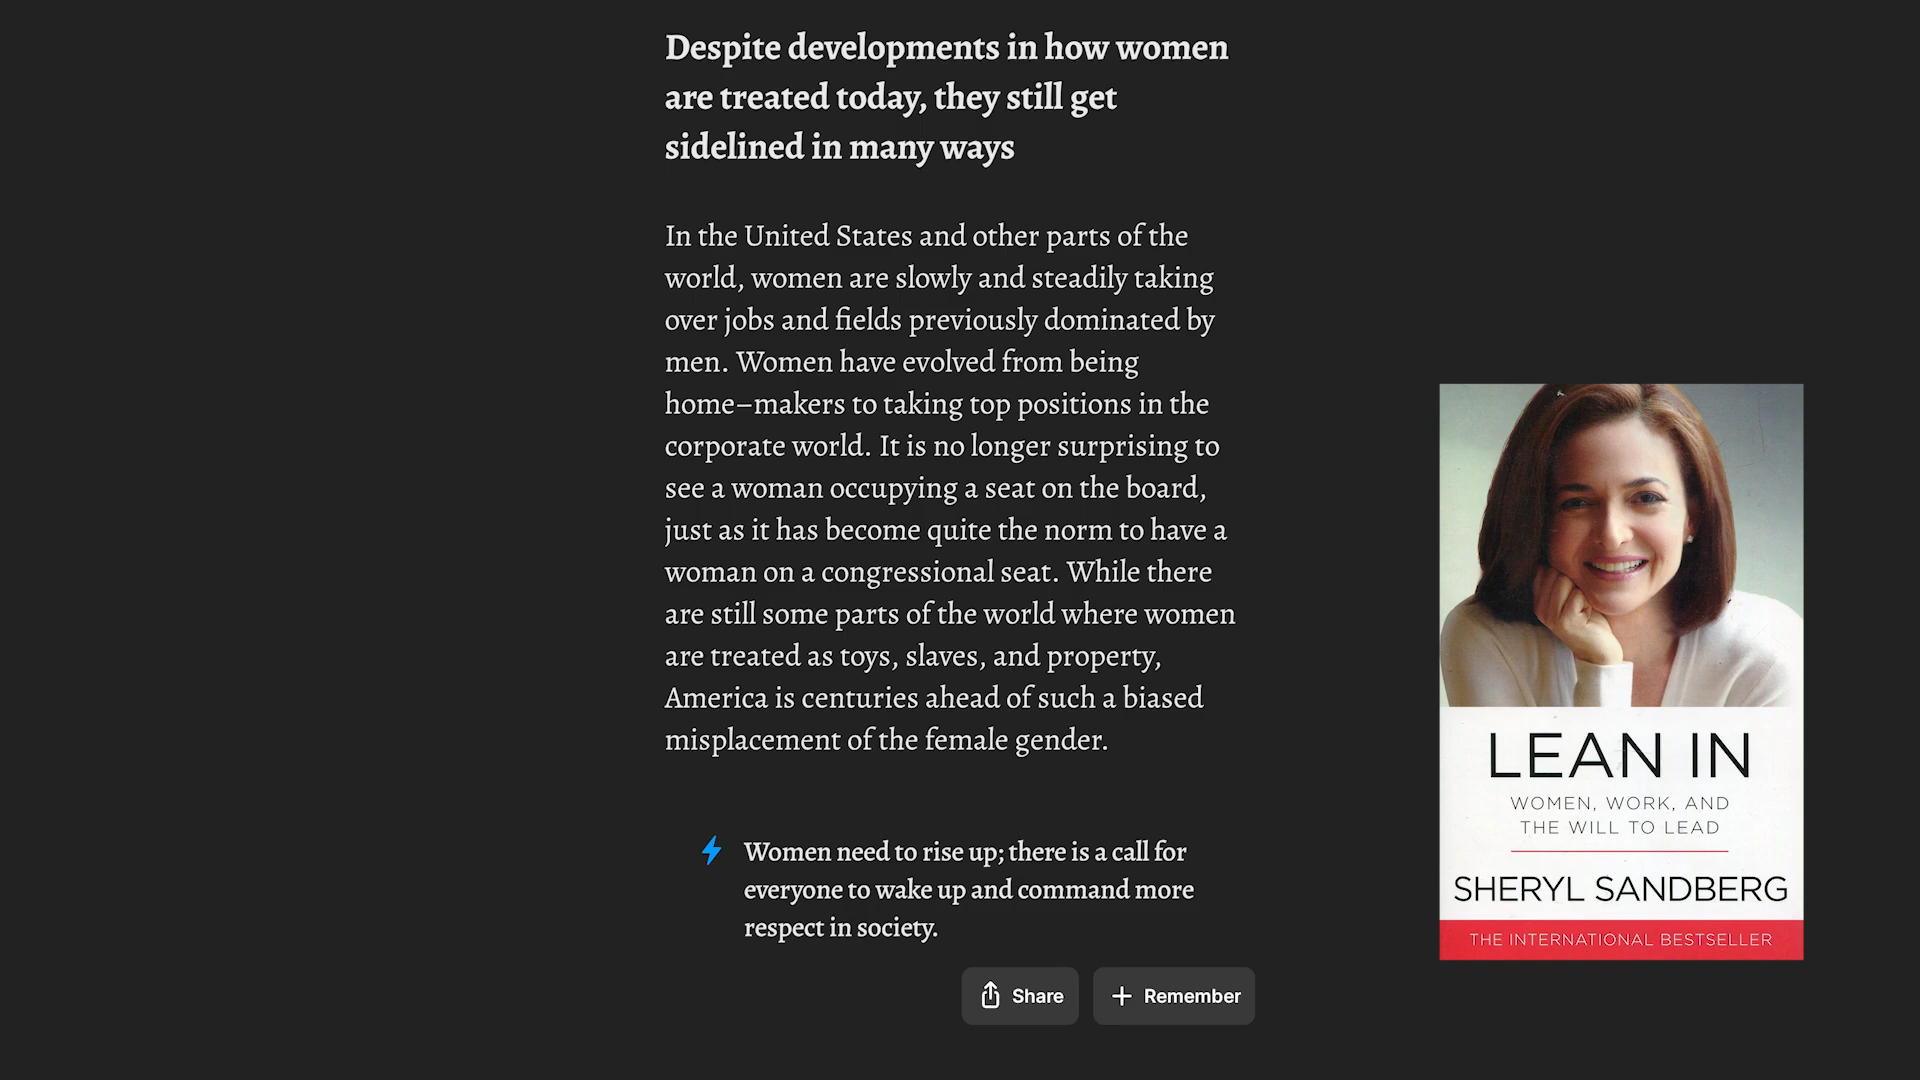 Despite developments in how women
are treated today, they still get
sidelined in many ways
In the United States and other parts of the
world, women are slowly and steadily taking
over jobs and fields previously dominated by
men. Women have evolved from being
home–makers to taking top positions in the
corporate world. It is no longer surprising to
see a woman occupying a seat on the board,
just as it has become quite the norm to have a
woman on a congressional seat. While there
are still some parts of the world where women
are treated as toys, slaves, and property,
America is centuries ahead of such a biased
misplacement of the female gender.
Women need to rise up; there is a call for
everyone to wake up and command more
respect in society.
Share
Remember
LEAN IN
WOMEN, WORK, AND
THE WILL TO LEAD
SHERYL SANDBERG
THE INTERNATIONAL BESTSELLER